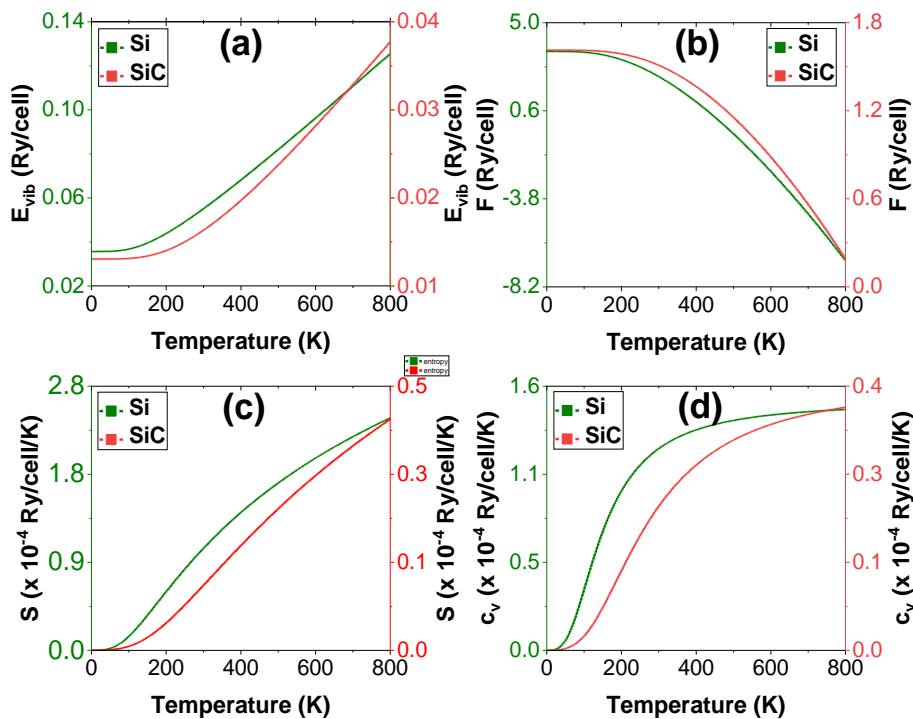 (a)
Si
SiC
0.14
0.10
0.06
0.02
E_vib (Ry/cell)
0.04
0.03
0.02
0.01
E_vib (Ry/cell)
0 200 400 600 800
Temperature (K)
(b)
Si
SiC
5.0
0.6
-3.8
-8.2
F (Ry/cell)
1.8
1.2
0.6
0.0
F (Ry/cell)
0 200 400 600 800
Temperature (K)
entropy
entropy
(c)
Si
SiC
2.8
1.8
0.9
0.0
S (x 10⁻⁴ Ry/cell/K)
0.5
0.3
0.1
0.0
S (x 10⁻⁴ Ry/cell/K)
0 200 400 600 800
Temperature (K)
(d)
Si
SiC
1.6
1.1
0.5
0.0
c_v (x 10⁻⁴ Ry/cell/K)
0.4
0.3
0.1
0.0
c_v (x 10⁻⁴ Ry/cell/K)
0 200 400 600 800
Temperature (K)